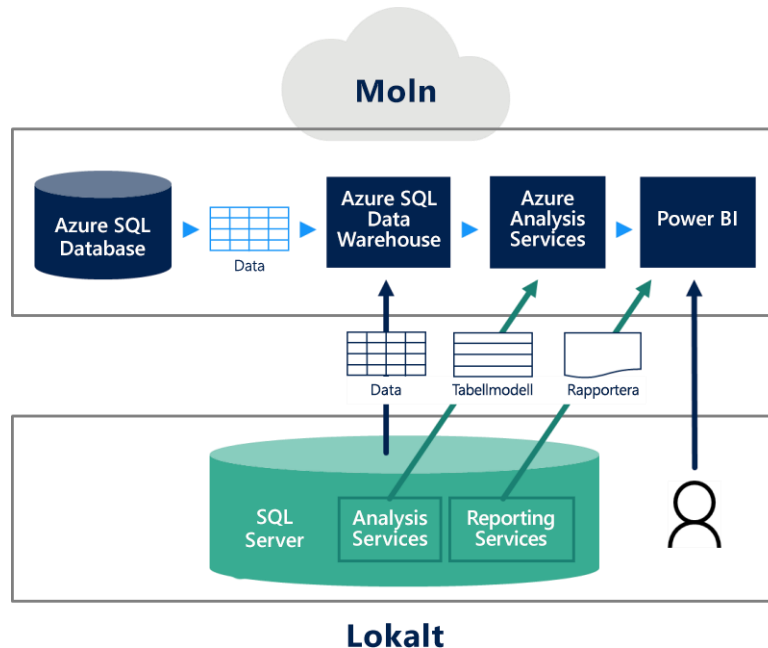 Moln
Azure SQL
Database
Data
Azure SQL
Data
Warehouse
Azure
Analysis
Services
Power BI
Data
Tabellmodell
Rapportera
SQL
Server
Analysis
Services
Reporting
Services
Lokalt